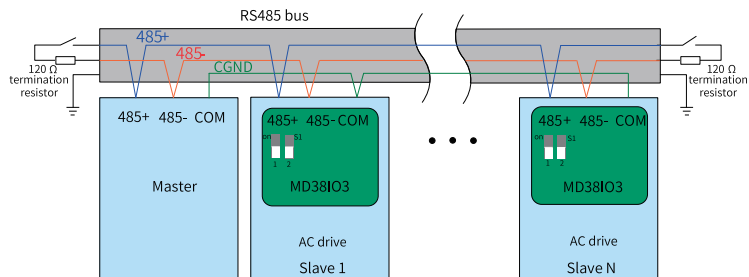 RS485 bus
485+
485-
CGND
120 Ω
termination
resistor
120 Ω
termination
resistor
485+ 485- COM
Master
485+ 485- COM
on S1
1 2
MD38IO3
AC drive
Slave 1
• • •
485+ 485- COM
on S1
1 2
MD38IO3
AC drive
Slave N